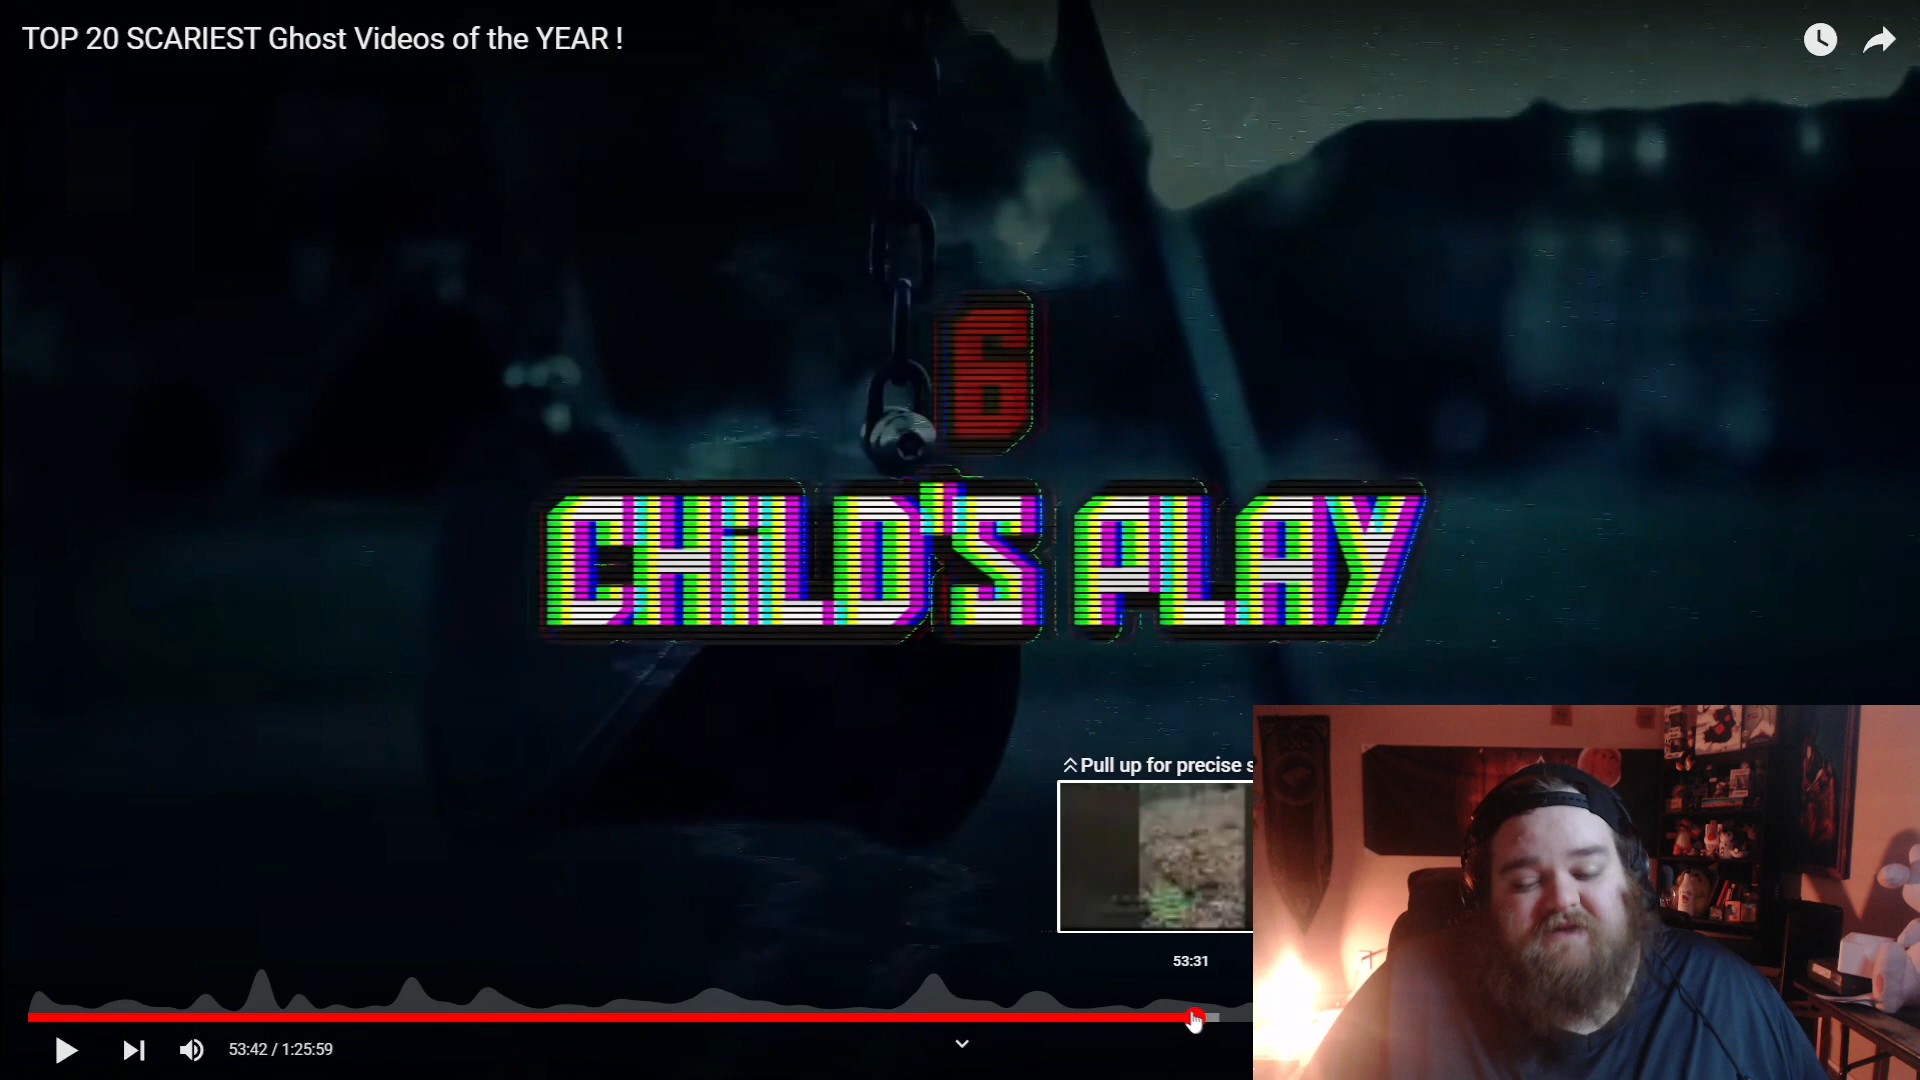 TOP 20 SCARIEST Ghost Videos of the YEAR !
6
CHiLD'S PLAY
Pull up for precise s
53:31
53:42 / 1:25:59